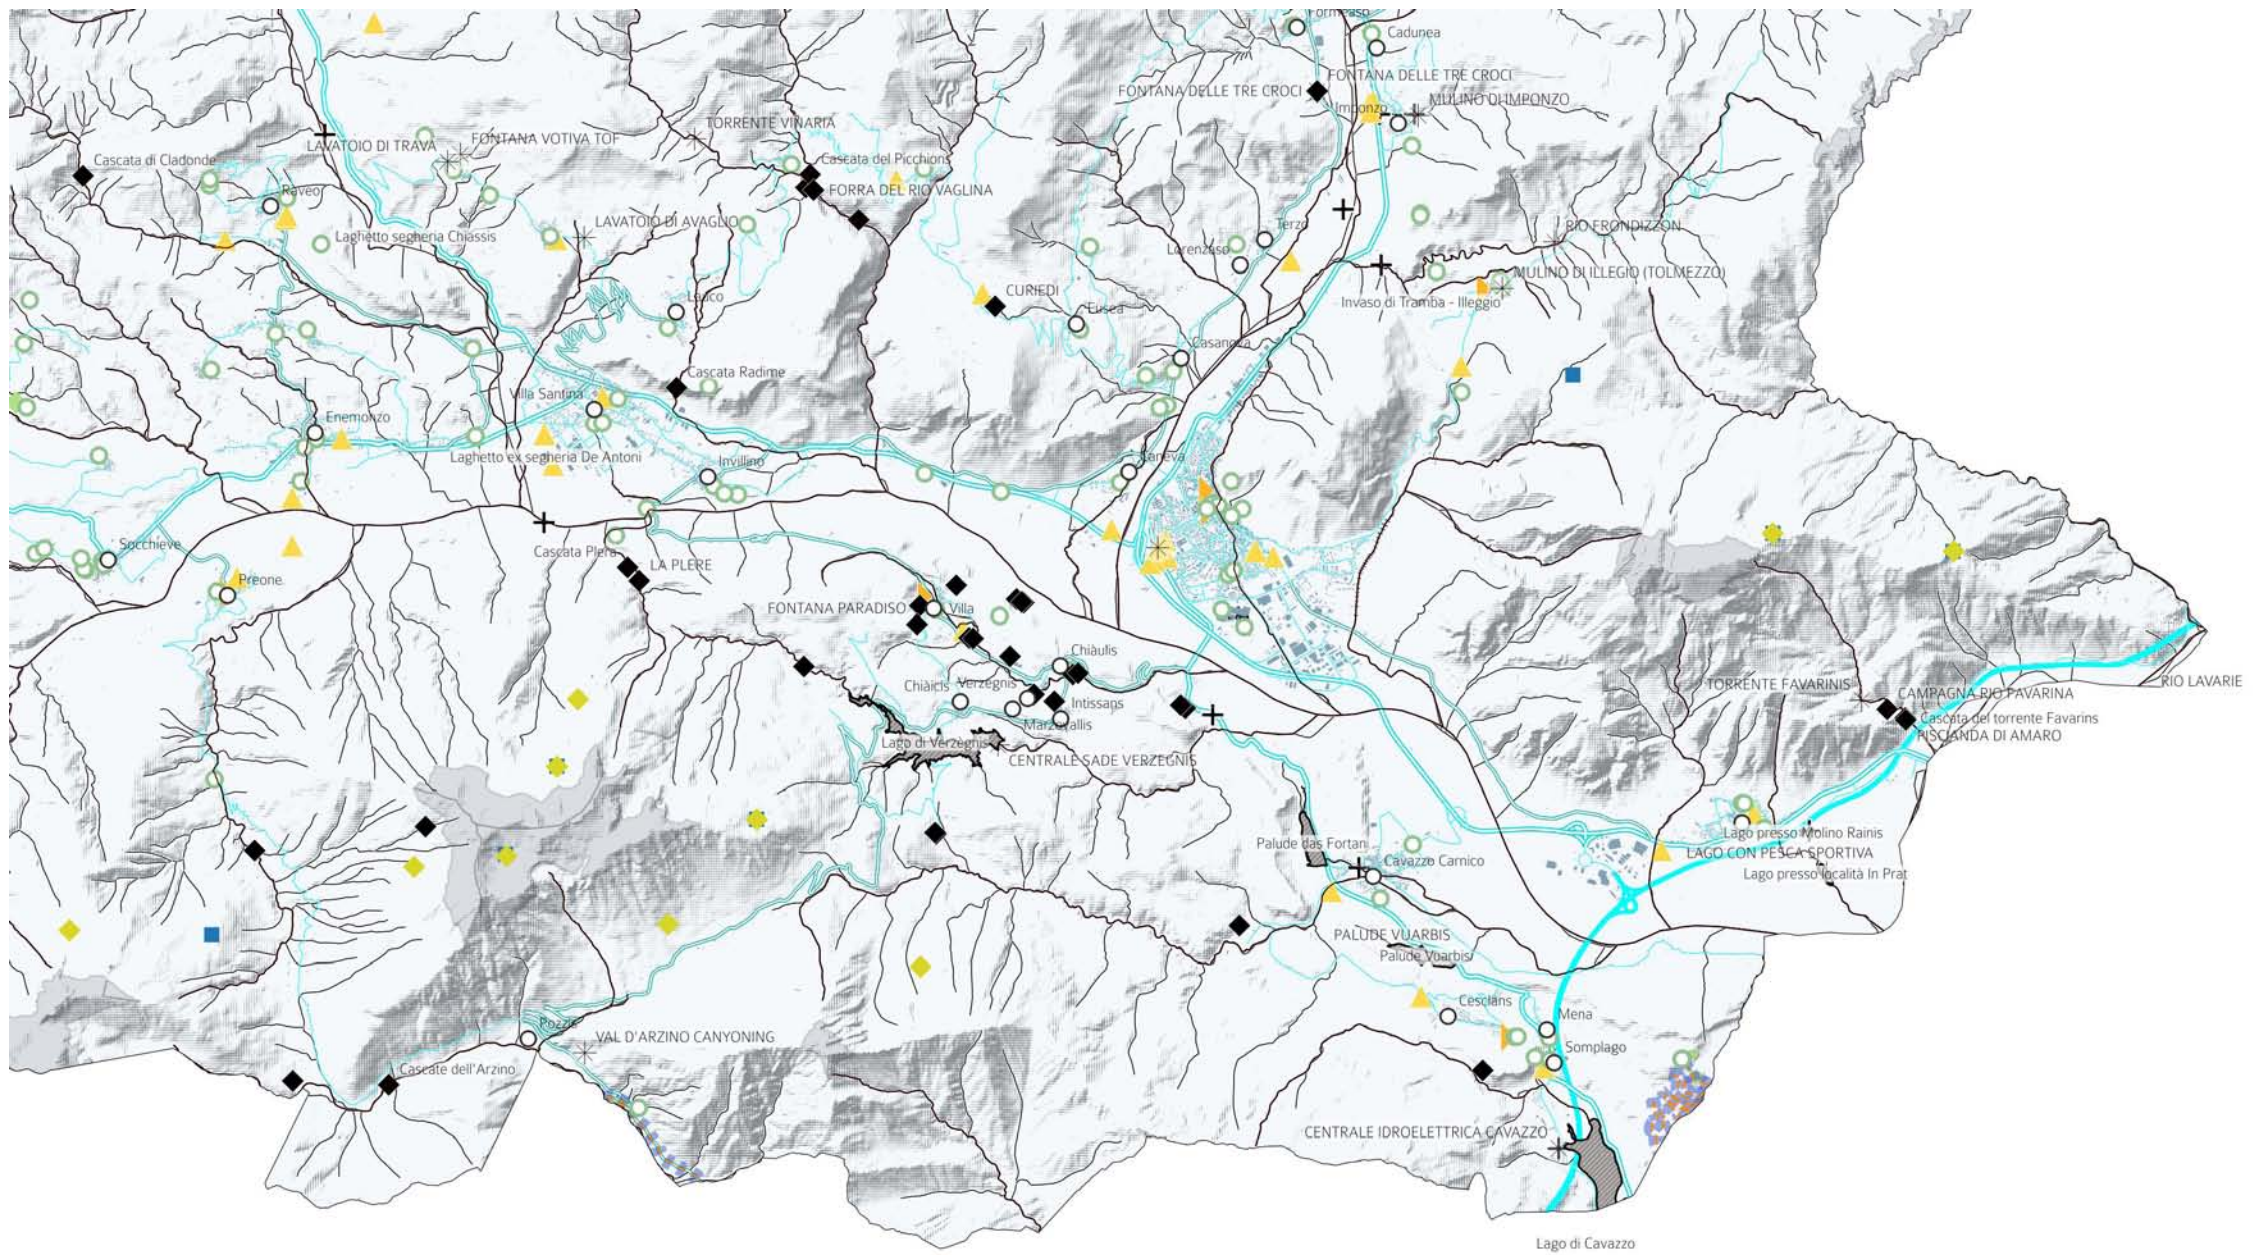 Formeaso
Cadunea
FONTANA DELLE TRE CROCI
FONTANA DELLE TRE CROCI
MULINO DI IMPONZO
Imponzo
TORRENTE VINARIA
FONTANA VOTIVA TOF
LAVATOIO DI TRAVA
Cascata di Cladonde
Cascata del Picchions
Raveo
FORRA DEL RIO VAGLINA
LAVATOIO DI AVAGLIO
Terzo
RIO FRONDIZZON
Laghetto segheria Chiassis
Lorenzaso
MULINO DI ILLEGIO (TOLMEZZO)
CURIEDI
Lauco
Fusea
Invaso di Tramba - Illeggio
Casanova
Cascata Radime
Villa Santina
Enemonzo
Laghetto ex segheria De Antoni
Invillino
Caneva
Socchieve
Cascata Plera
LA PLERE
Preone
FONTANA PARADISO
Villa
Chiàulis
Chiàicis
Verzegnis
TORRENTE FAVARINIS
RIO LAVARIE
CAMPAGNA RIO FAVARINA
Intissans
Marzovallis
Cascata del torrente Favarins
PISCIANDA DI AMARO
Lago di Verzegnis
CENTRALE SADE VERZEGNIS
Lago presso Molino Rainis
Palude das Fortan
LAGO CON PESCA SPORTIVA
Cavazzo Carnico
Lago presso località In Prat
PALUDE VUARBIS
Palude Vuarbis
Cesclans
Mena
Pozzis
VAL D'ARZINO CANYONING
Somplago
Cascate dell'Arzino
CENTRALE IDROELETTRICA CAVAZZO
Lago di Cavazzo